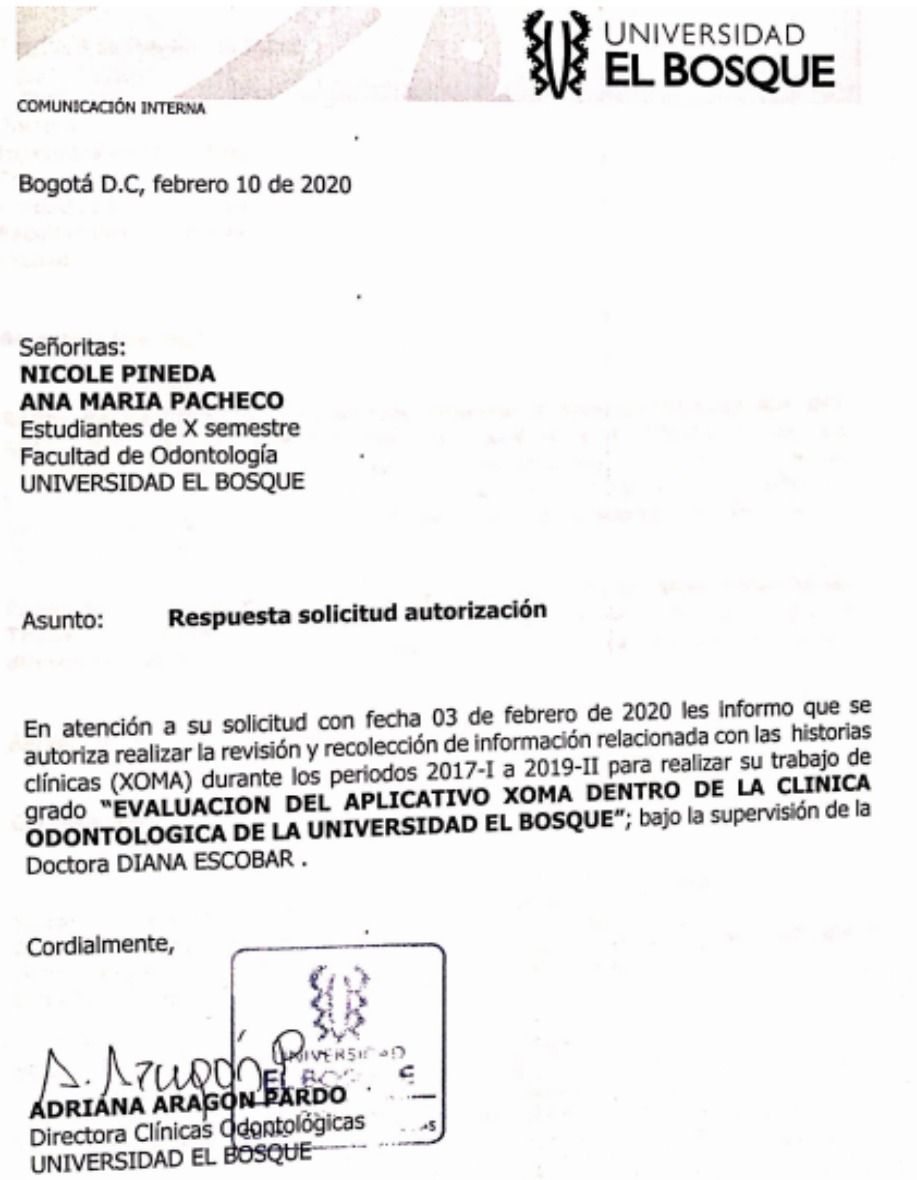 UNIVERSIDAD
EL BOSQUE
COMUNICACIÓN INTERNA
Bogotá D.C, febrero 10 de 2020
Señoritas:
NICOLE PINEDA
ANA MARIA PACHECO
Estudiantes de X semestre
Facultad de Odontología
UNIVERSIDAD EL BOSQUE
Asunto: Respuesta solicitud autorización
En atención a su solicitud con fecha 03 de febrero de 2020 les informo que se
autoriza realizar la revisión y recolección de información relacionada con las historias
clínicas (XOMA) durante los periodos 2017-I a 2019-II para realizar su trabajo de
grado "EVALUACION DEL APLICATIVO XOMA DENTRO DE LA CLINICA
ODONTOLOGICA DE LA UNIVERSIDAD EL BOSQUE"; bajo la supervisión de la
Doctora DIANA ESCOBAR .
Cordialmente,
UNIVERSIDAD
EL BOSQUE
A. Aragón P
ADRIANA ARAGÓN PARDO
Directora Clínicas Odontológicas
UNIVERSIDAD EL BOSQUE